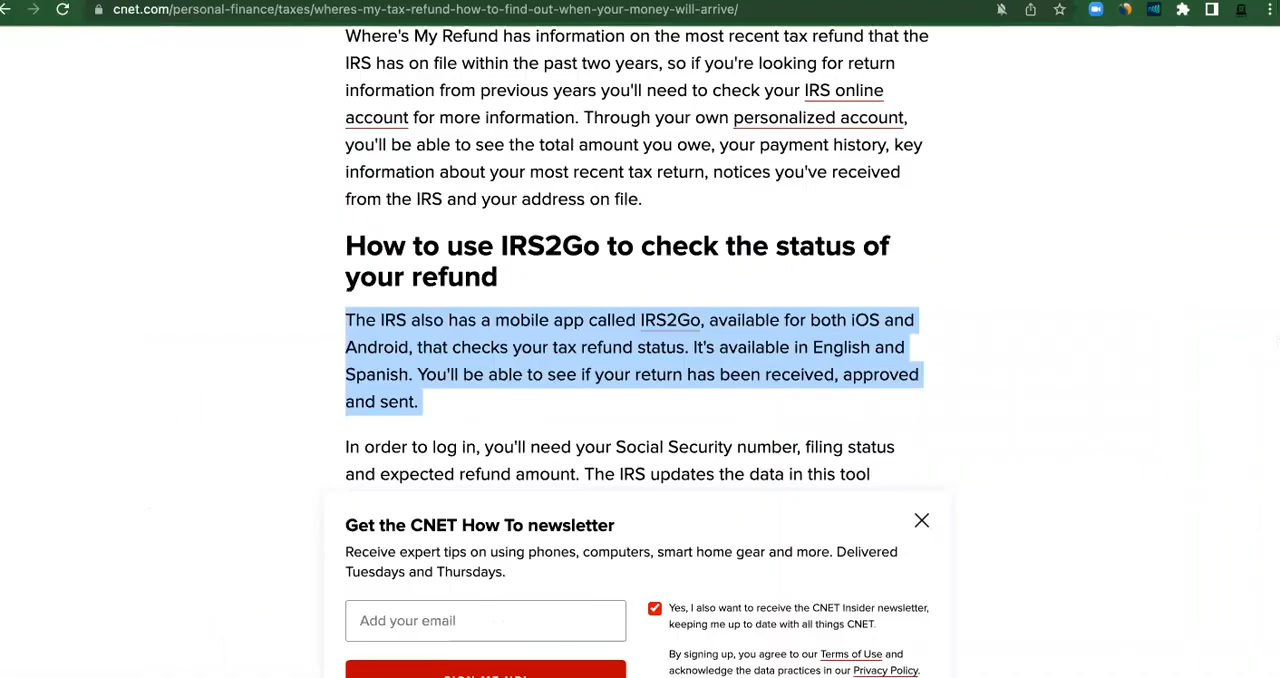 cnet.com/personal-finance/taxes/wheres-my-tax-refund-how-to-find-out-when-your-money-will-arrive/
Where's My Refund has information on the most recent tax refund that the
IRS has on file within the past two years, so if you're looking for return
information from previous years you'll need to check your IRS online
account for more information. Through your own personalized account,
you'll be able to see the total amount you owe, your payment history, key
information about your most recent tax return, notices you've received
from the IRS and your address on file.
How to use IRS2Go to check the status of
your refund
The IRS also has a mobile app called IRS2Go, available for both iOS and
Android, that checks your tax refund status. It's available in English and
Spanish. You'll be able to see if your return has been received, approved
and sent.
In order to log in, you'll need your Social Security number, filing status
and expected refund amount. The IRS updates the data in this tool
Get the CNET How To newsletter
Receive expert tips on using phones, computers, smart home gear and more. Delivered
Tuesdays and Thursdays.
Add your email
Yes, I also want to receive the CNET Insider newsletter,
keeping me up to date with all things CNET.
By signing up, you agree to our Terms of Use and
acknowledge the data practices in our Privacy Policy.
SIGN ME UP!